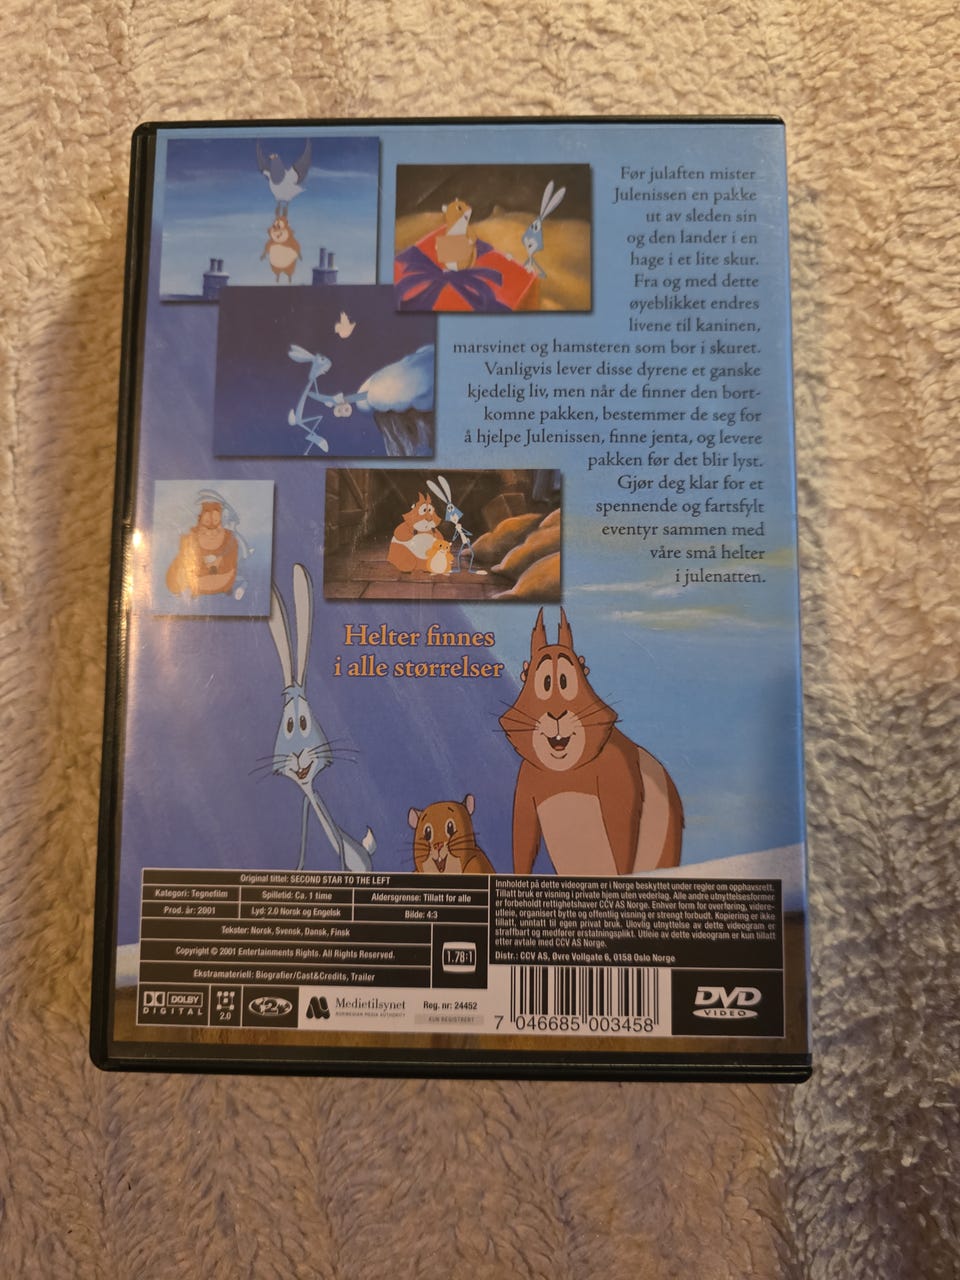 Før julaften mister
Julenissen en pakke
ut av sleden sin
og den lander i en
hage i et lite skur.
Fra og med dette
øyeblikket endres
livene til kaninen,
marsvinet og hamsteren som bor i skuret.
Vanligvis lever disse dyrene et ganske
kjedelig liv, men når de finner den bort-
komne pakken, bestemmer de seg for
å hjelpe Julenissen, finne jenta, og levere
pakken før det blir lyst.
Gjør deg klar for et
spennende og fartsfylt
eventyr sammen med
våre små helter
i julenatten.
Helter finnes
i alle størrelser
Original tittel: SECOND STAR TO THE LEFT
Kategori: Tegnefilm Spilletid: Ca. 1 time Aldersgrense: Tillatt for alle
Prod. år: 2001 Lyd: 2.0 Norsk og Engelsk Bilde: 4:3
Tekster: Norsk, Svensk, Dansk, Finsk
Copyright © 2001 Entertainments Rights. All Rights Reserved.
Ekstramateriell: Biografier/Cast&Credits, Trailer
1.78:1
Innholdet på dette videogram er i Norge beskyttet under regler om opphavsrett.
Tillatt bruk er visning i private hjem uten vederlag. Alle andre utnyttelsesformer
er forbeholdt rettighetshaver CCV AS Norge. Enhver form for overføring, videre-
utleie, organisert bytte og offentlig visning er strengt forbudt. Kopiering er ikke
tillatt, unntatt til egen privat bruk. Ulovlig utnyttelse av dette videogram er
straffbart og medfører erstatningsplikt. Utleie av dette videogram er kun tillatt
etter avtale med CCV AS Norge.
Distr.: CCV AS, Øvre Vollgate 6, 0158 Oslo Norge
DOLBY
DIGITAL
2.0
2
Medietilsynet
NORWEGIAN MEDIA AUTHORITY
Reg. nr: 24452
KUN REGISTRERT
7 046685 003458
DVD
VIDEO